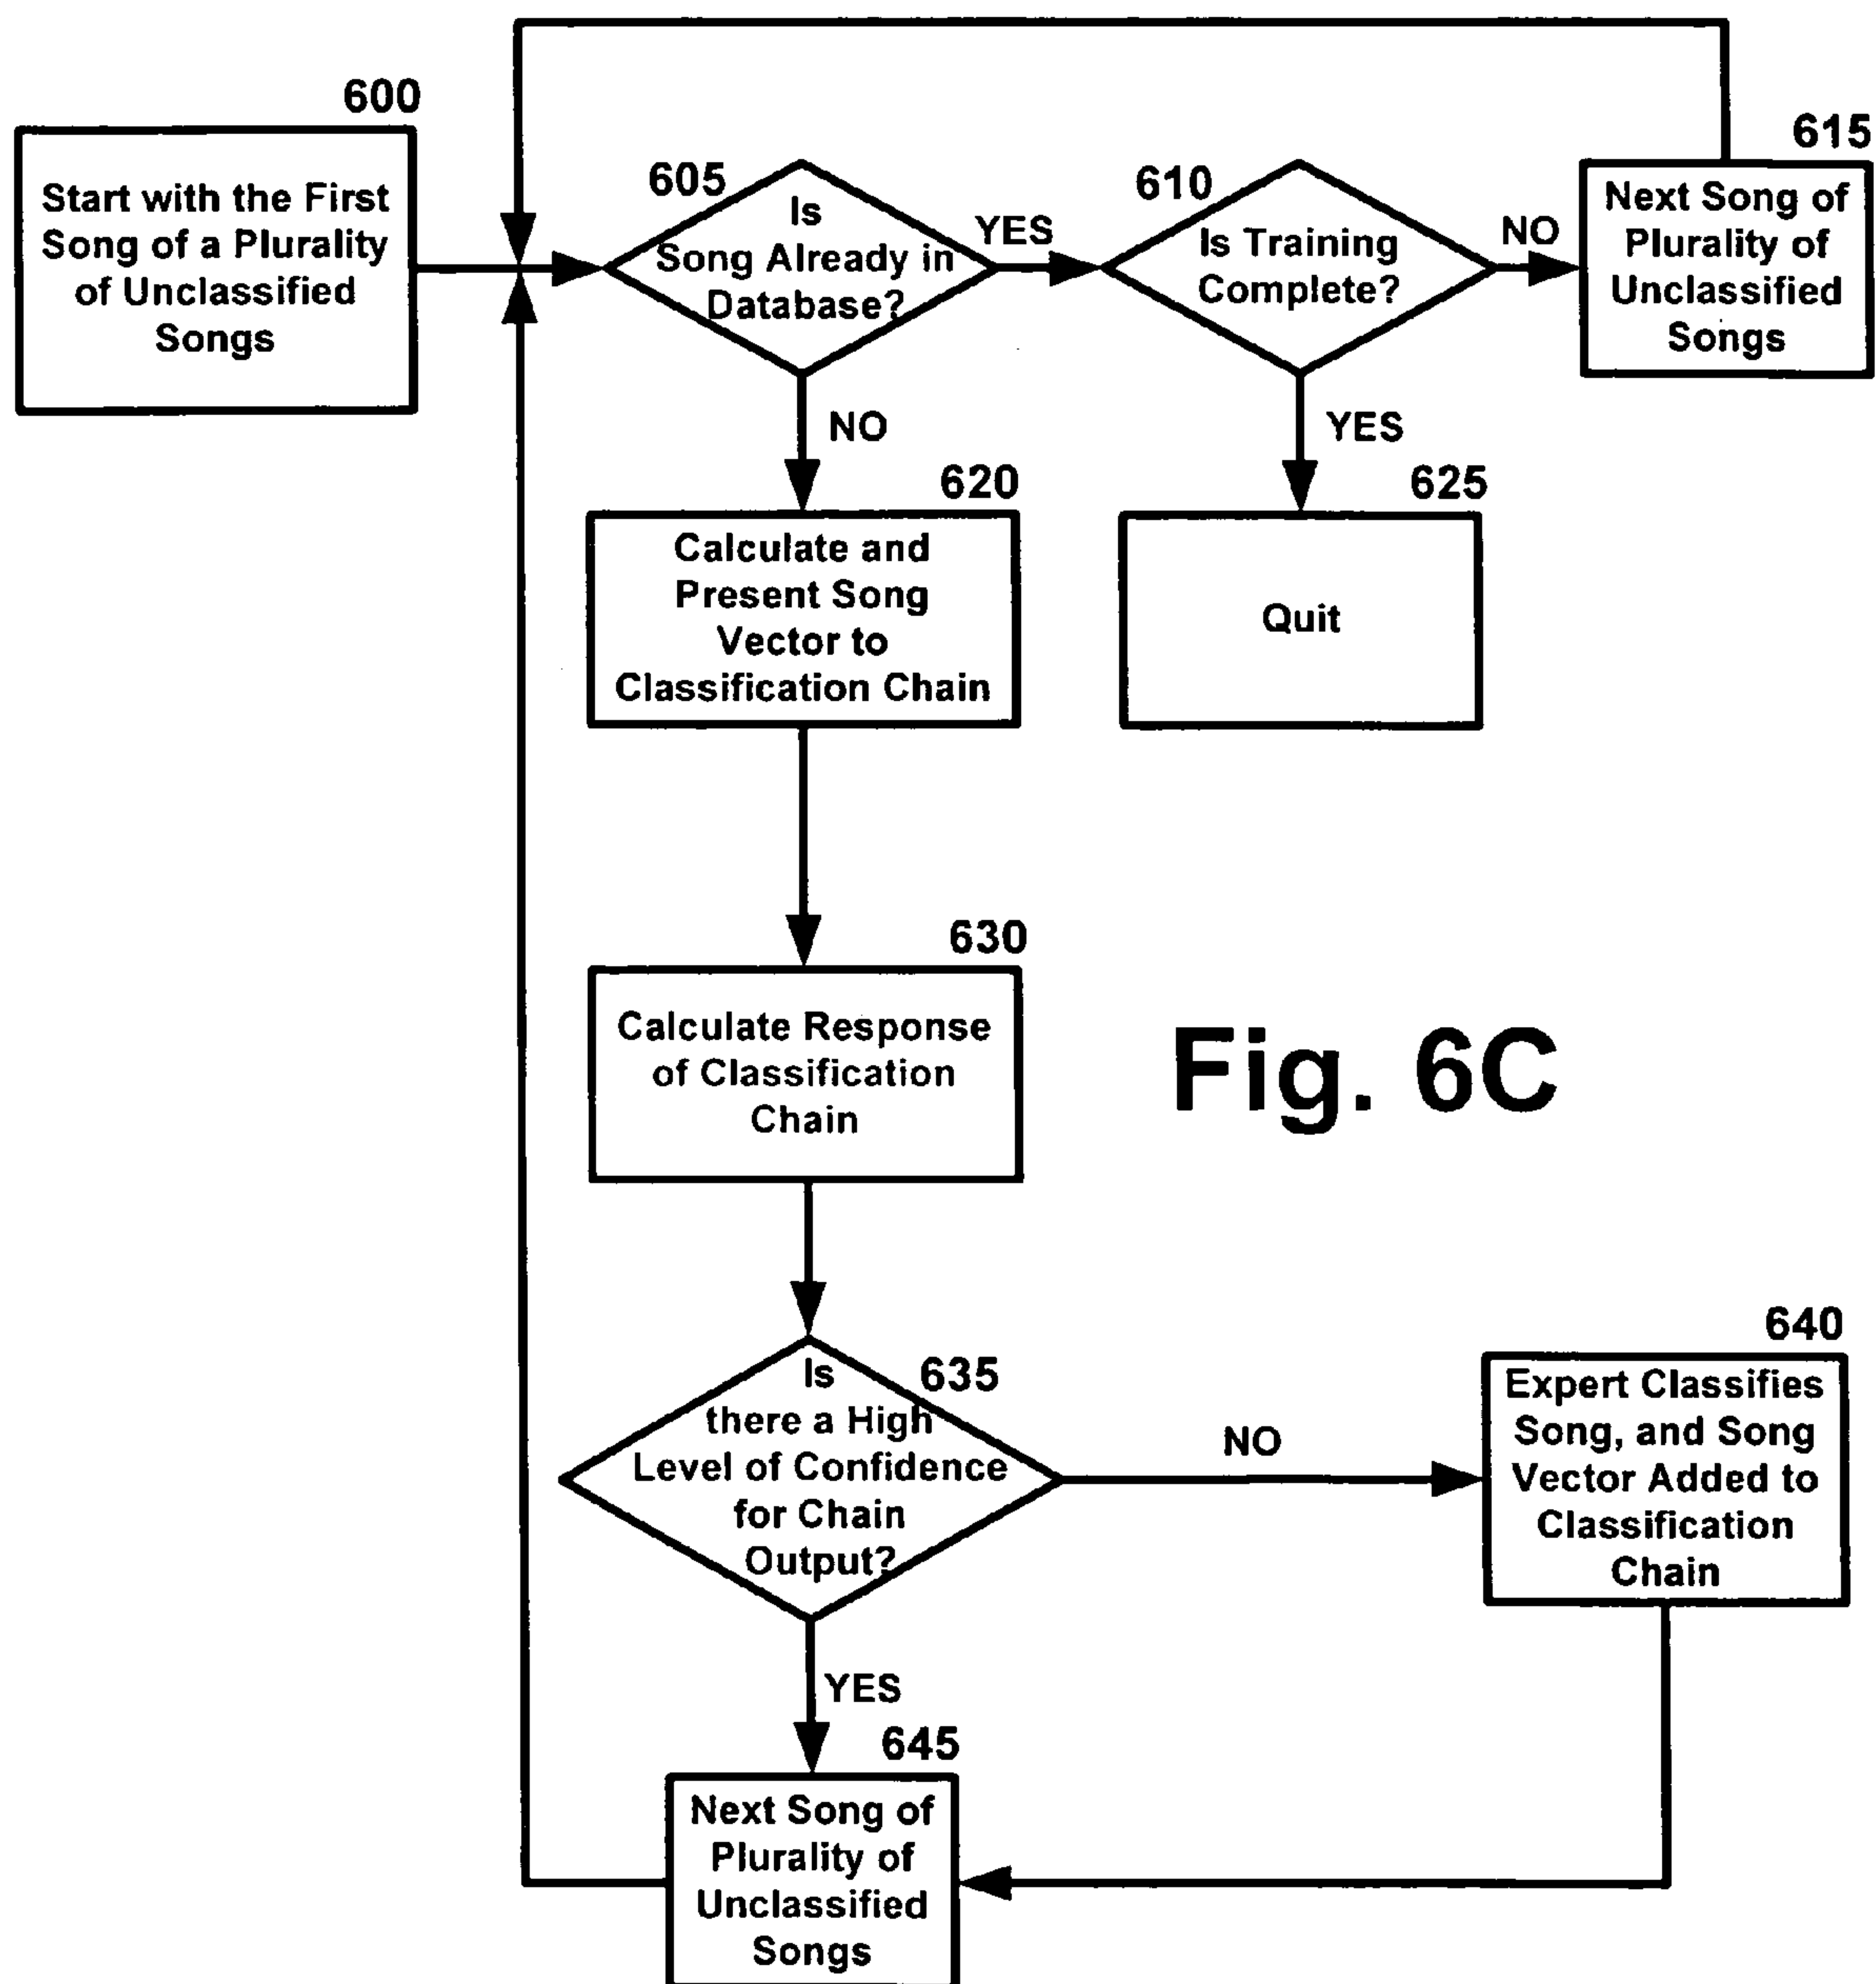 600
Start with the First
Song of a Plurality
of Unclassified
Songs
605
Is
Song Already in
Database?
YES
610
Is Training
Complete?
NO
615
Next Song of
Plurality of
Unclassified
Songs
NO
YES
620
Calculate and
Present Song
Vector to
Classification Chain
625
Quit
630
Calculate Response
of Classification
Chain
Fig. 6C
635
Is
there a High
Level of Confidence
for Chain
Output?
NO
640
Expert Classifies
Song, and Song
Vector Added to
Classification
Chain
YES
645
Next Song of
Plurality of
Unclassified
Songs